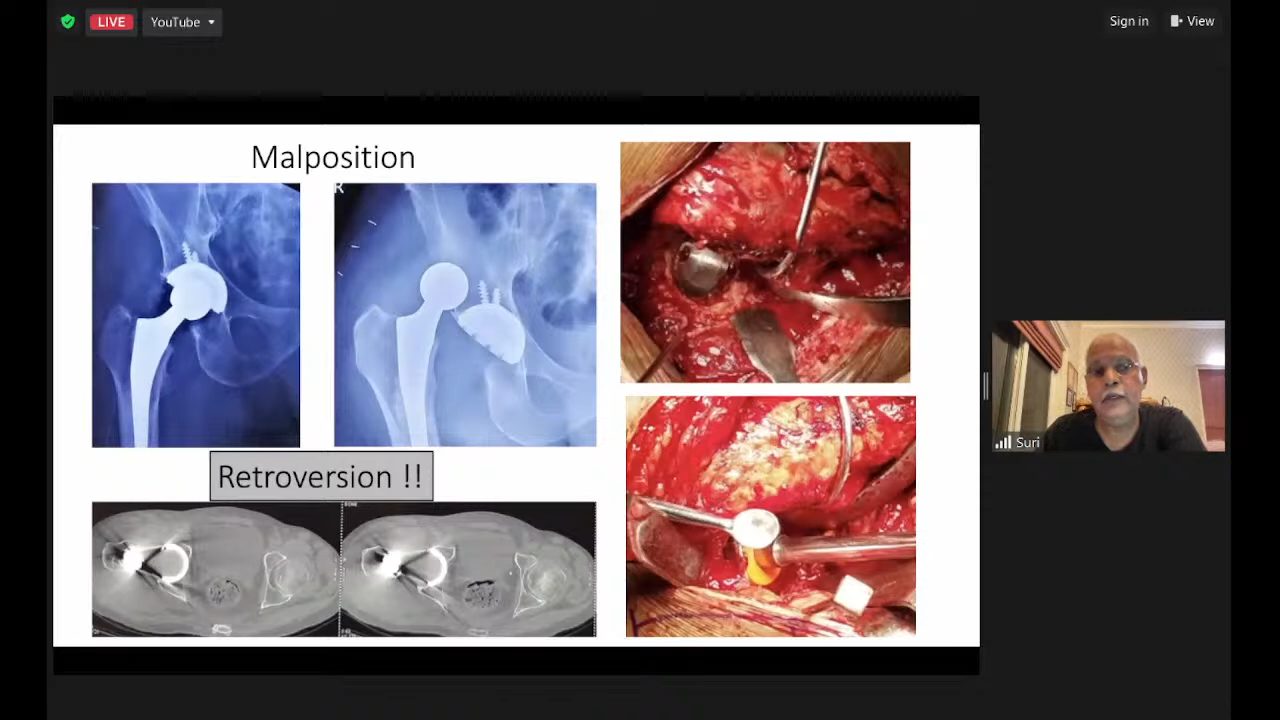 LIVE
YouTube
Sign in
View
Malposition
R
Retroversion !!
Suri